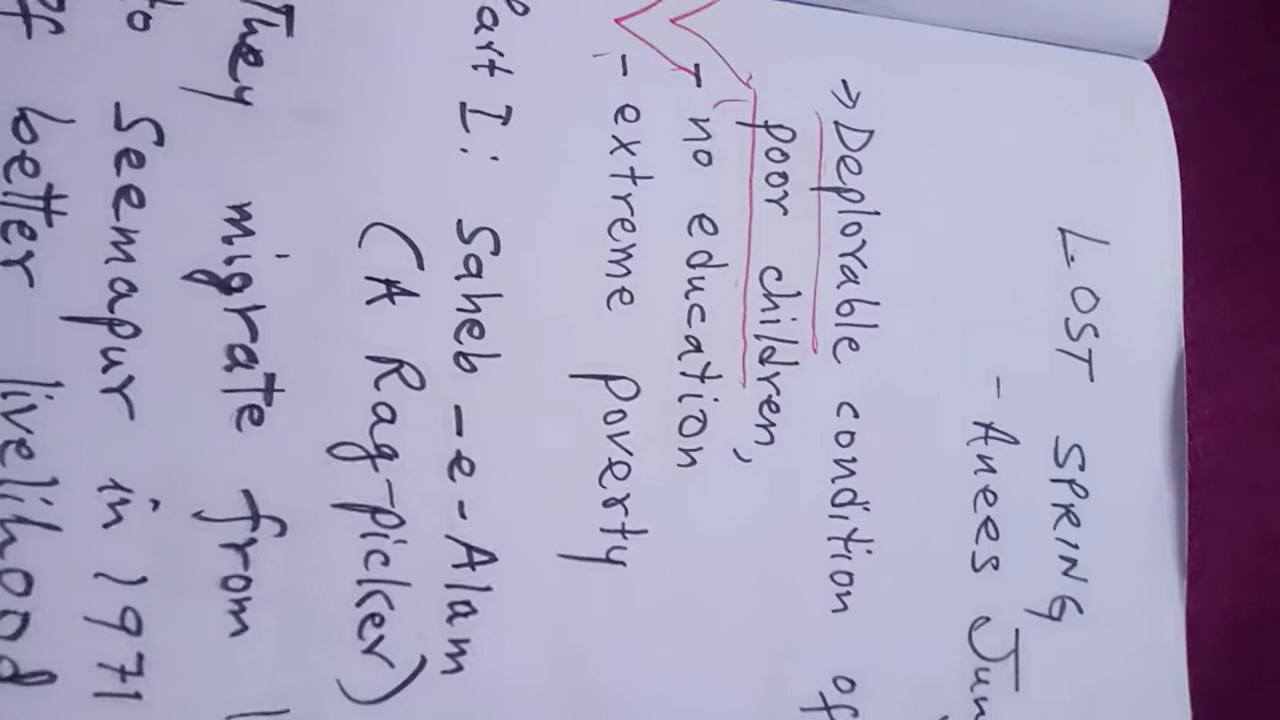 LOST SPRING
- Anees Jun
→ Deplorable condition of
poor children,
- no education
- extreme poverty
art I: Saheb-e-Alam
(A Rag-picker)
They migrate from
to Seemapur in 1971
of better livelihood